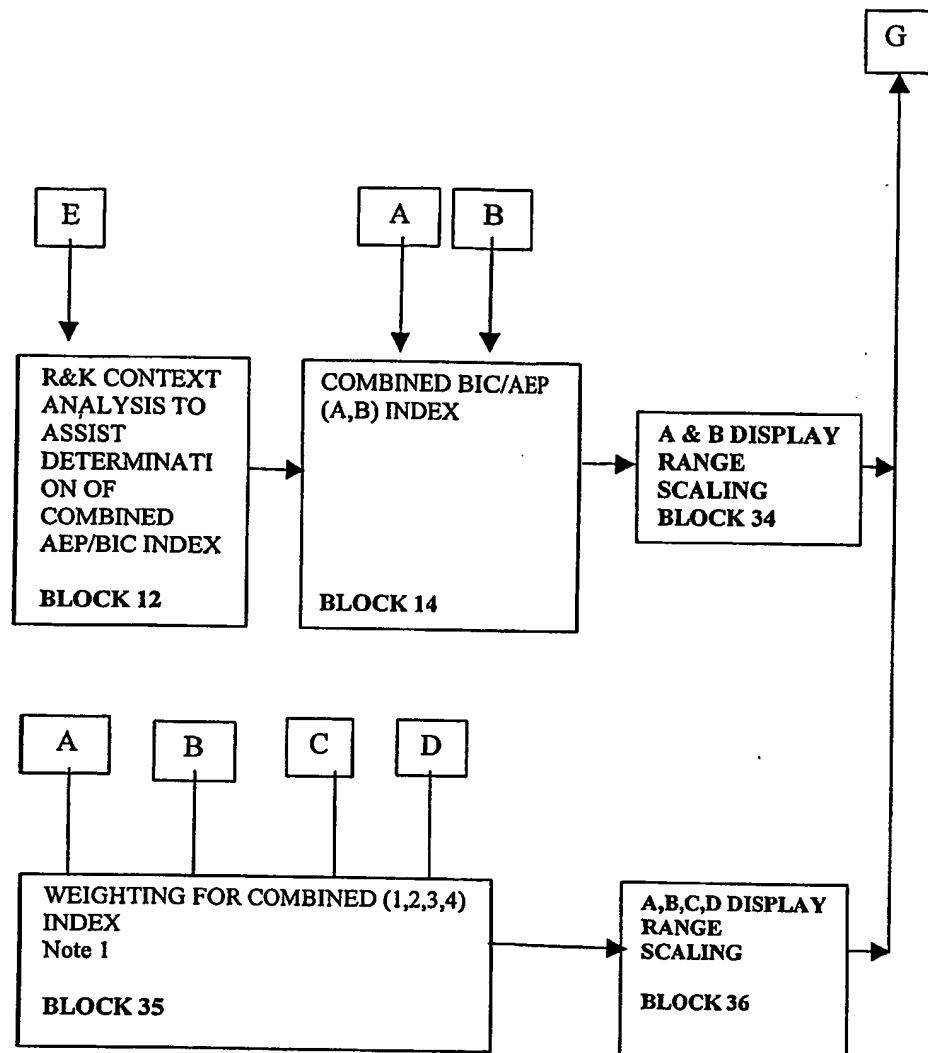 G
E
A
B
R&K CONTEXT
ANALYSIS TO
ASSIST
DETERMINATI
ON OF
COMBINED
AEP/BIC INDEX
BLOCK 12
COMBINED BIC/AEP
(A,B) INDEX
BLOCK 14
A & B DISPLAY
RANGE
SCALING
BLOCK 34
A
B
C
D
WEIGHTING FOR COMBINED (1,2,3,4)
INDEX
Note 1
BLOCK 35
A,B,C,D DISPLAY
RANGE
SCALING
BLOCK 36